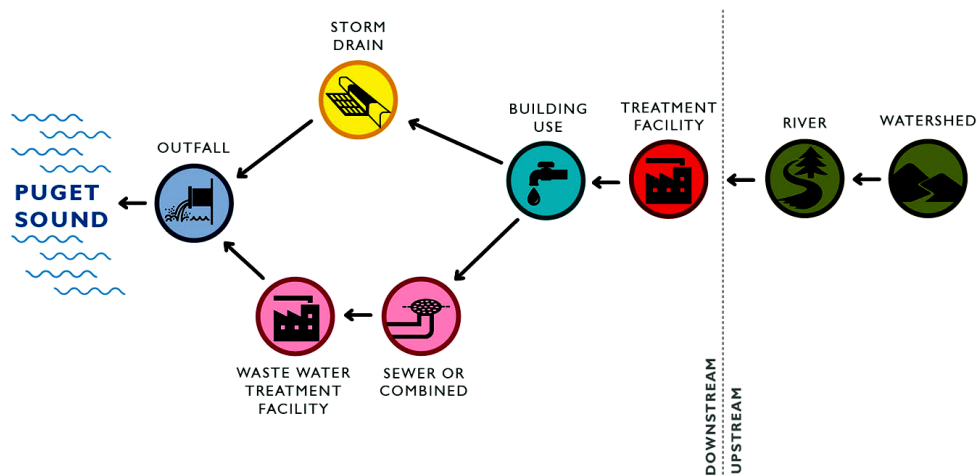 STORM
DRAIN
BUILDING
USE
TREATMENT
FACILITY
RIVER
WATERSHED
OUTFALL
PUGET
SOUND
WASTE WATER
TREATMENT
FACILITY
SEWER OR
COMBINED
DOWNSTREAM
UPSTREAM